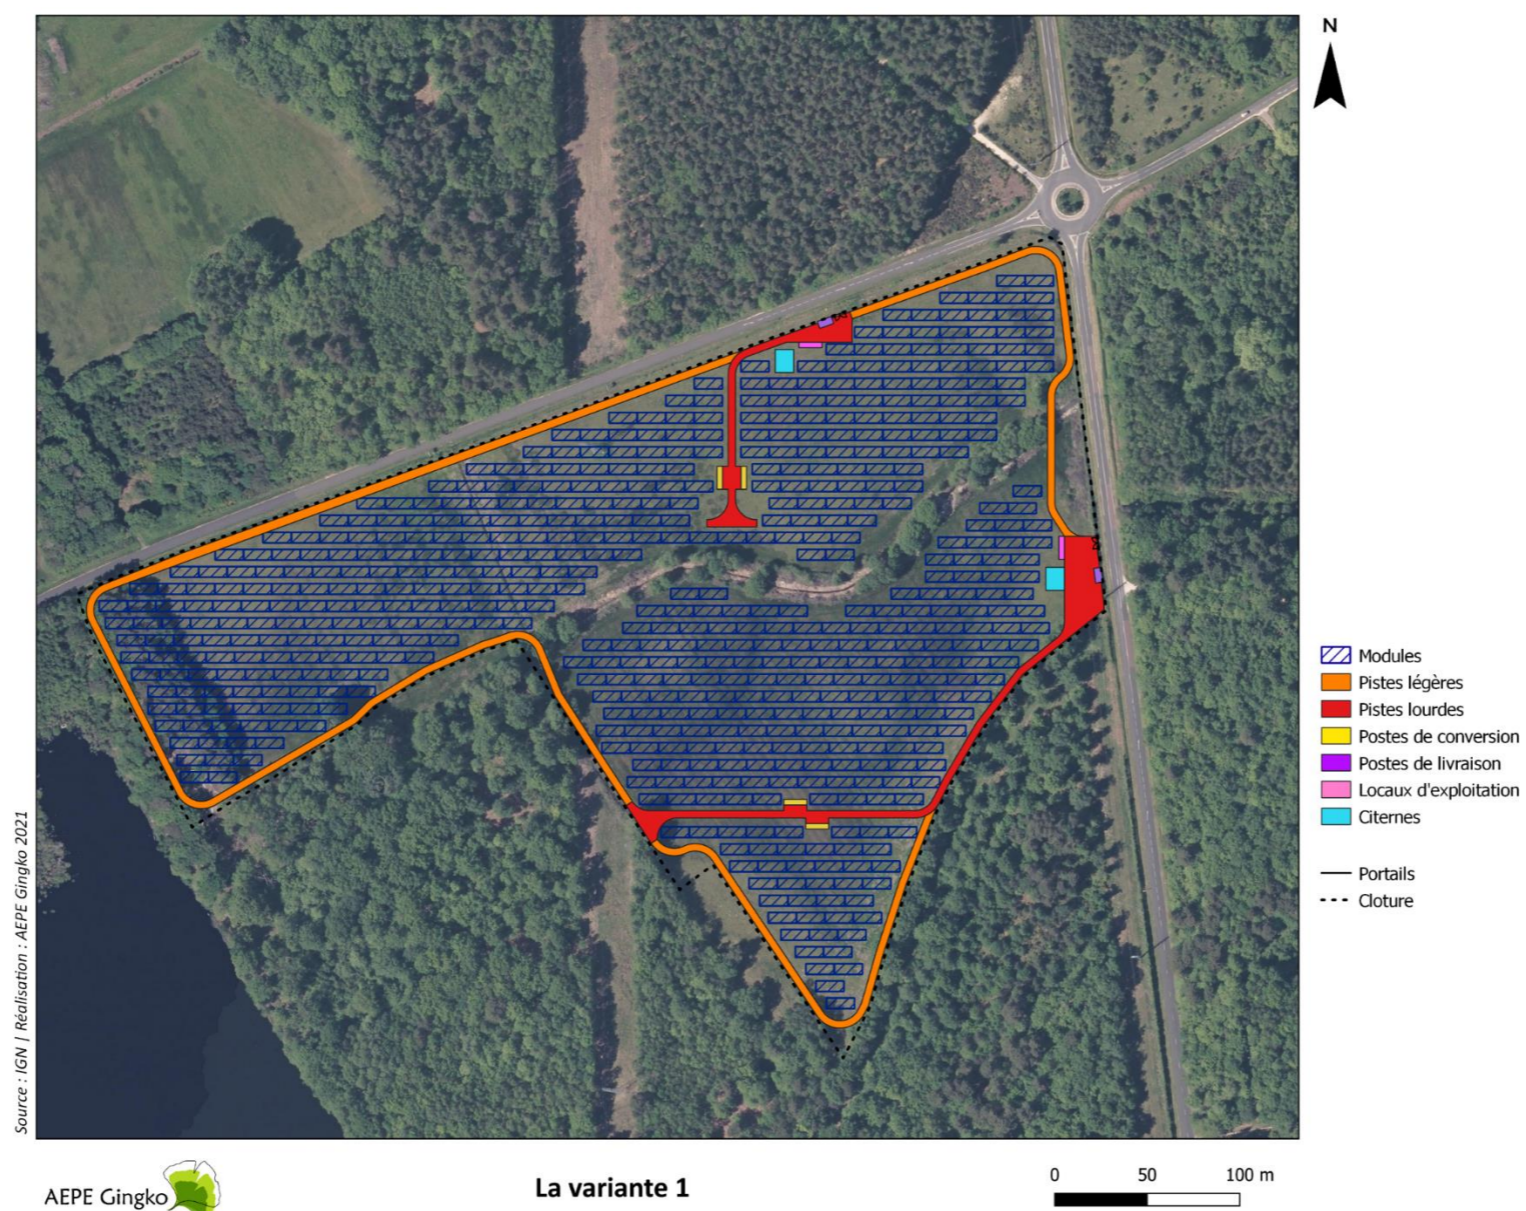 N
Modules
Pistes légères
Pistes lourdes
Postes de conversion
Postes de livraison
Locaux d'exploitation
Citernes
Portails
Cloture
Source : IGN | Réalisation : AEPE Gingko 2021
AEPE Gingko
La variante 1
0 50 100 m